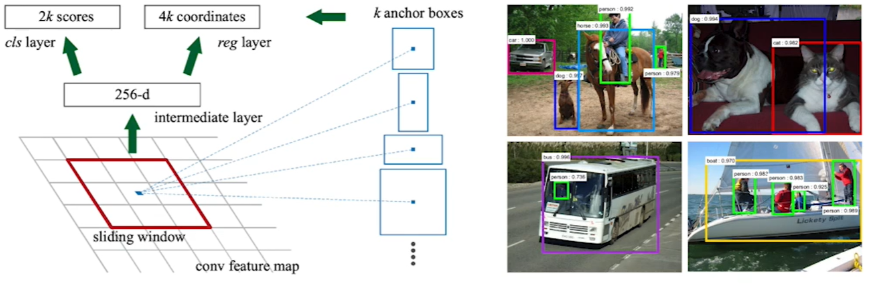 2k scores
4k coordinates
k anchor boxes
cls layer
reg layer
256-d
intermediate layer
sliding window
conv feature map
person : 0.992
horse : 0.993
car : 1.000
dog : 0.997
person : 0.979
dog : 0.994
cat : 0.982
bus : 0.996
person : 0.736
boat : 0.970
person : 0.983
person : 0.925
person : 0.989